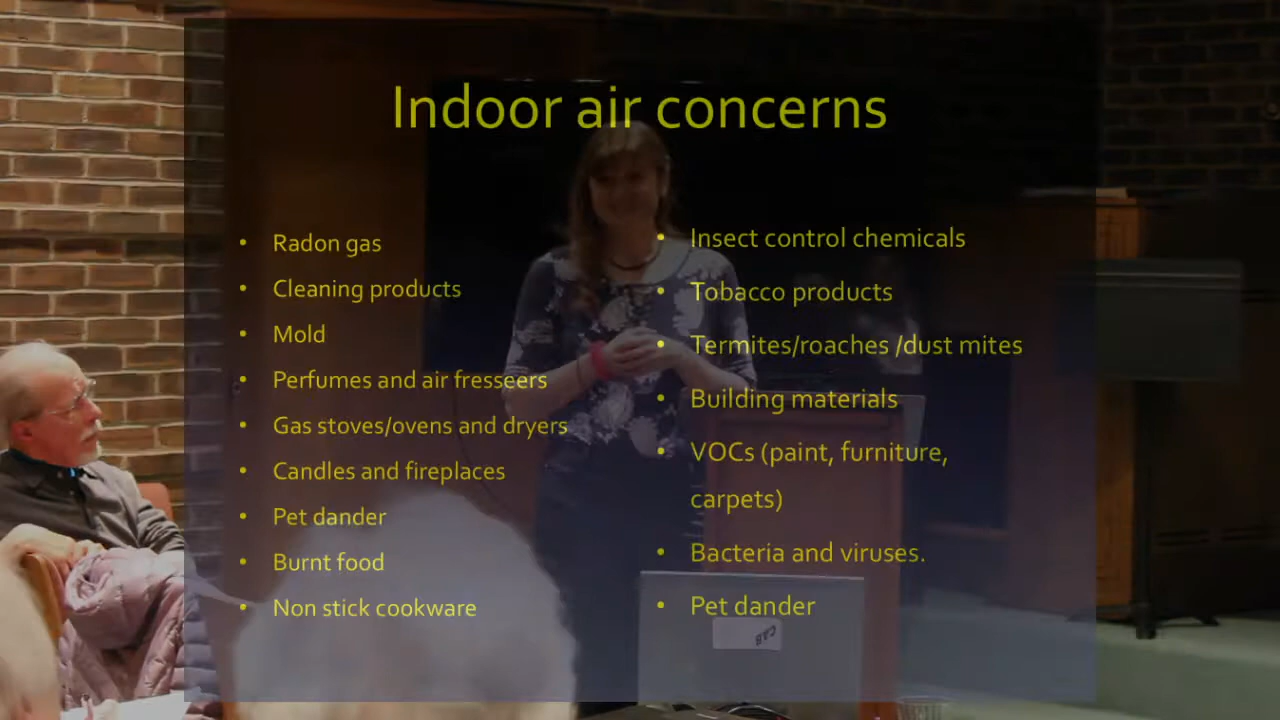 Indoor air concerns
• Radon gas
• Cleaning products
• Mold
• Perfumes and air fresseers
• Gas stoves/ovens and dryers
• Candles and fireplaces
• Pet dander
• Burnt food
• Non stick cookware
• Insect control chemicals
• Tobacco products
• Termites/roaches /dust mites
• Building materials
• VOCs (paint, furniture,
carpets)
• Bacteria and viruses.
• Pet dander
CAB